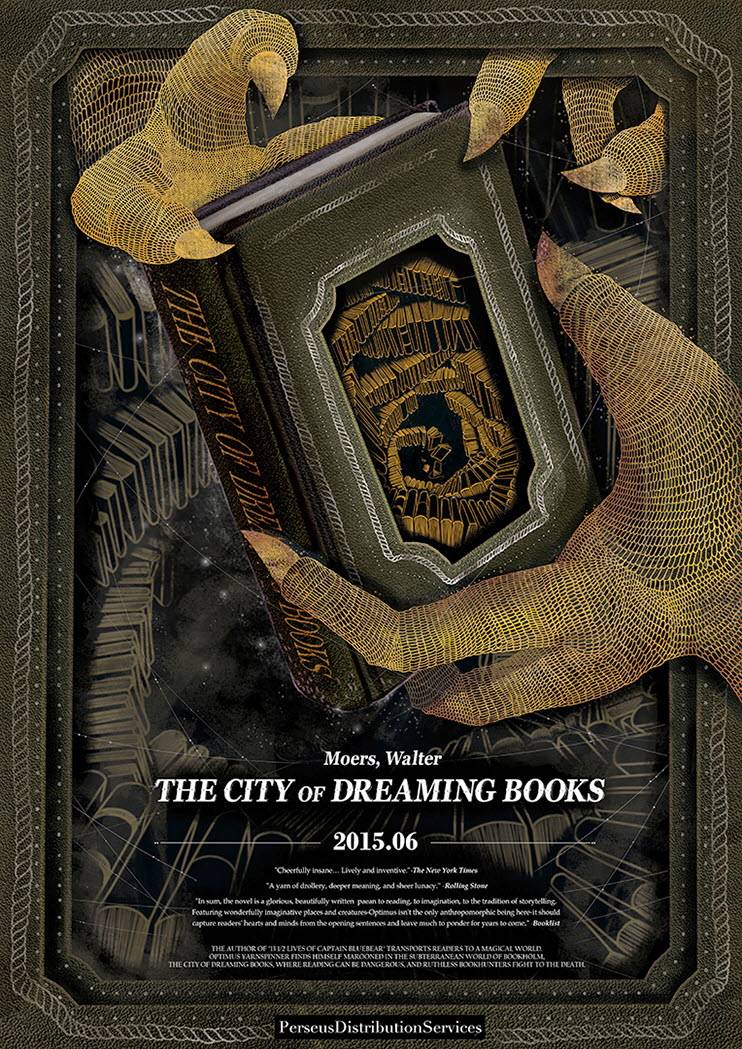 THE CITY OF DREA
OOKS
Moers, Walter
THE CITY OF DREAMING BOOKS
2015.06
"Cheerfully insane... Lively and inventive."-The New York Times
"A yarn of drollery, deeper meaning, and sheer lunacy." -Rolling Stone
"In sum, the novel is a glorious, beautifully written paean to reading, to imagination, to the tradition of storytelling.
Featuring wonderfully imaginative places and creatures-Optimus isn't the only anthropomorphic being here-it should
capture readers' hearts and minds from the opening sentences and leave much to ponder for years to come." -Booklist
THE AUTHOR OF '13 1/2 LIVES OF CAPTAIN BLUEBEAR' TRANSPORTS READERS TO A MAGICAL WORLD.
OPTIMUS YARNSPINNER FINDS HIMSELF MAROONED IN THE SUBTERRANEAN WORLD OF BOOKHOLM,
THE CITY OF DREAMING BOOKS, WHERE READING CAN BE DANGEROUS, AND RUTHLESS BOOKHUNTERS FIGHT TO THE DEATH.
PerseusDistributionServices